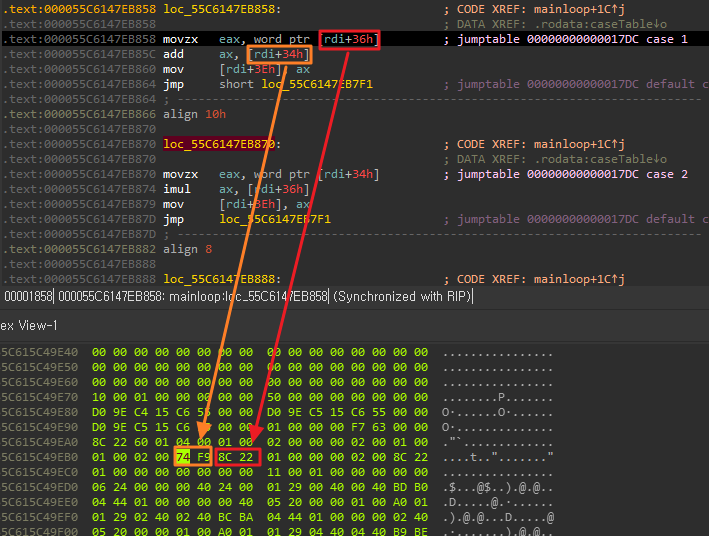 .text:000055C6147EB858 loc_55C6147EB858: ; CODE XREF: mainloop+1C↑j
.text:000055C6147EB858 ; DATA XREF: .rodata:caseTable↓o
.text:000055C6147EB858 movzx eax, word ptr [rdi+36h] ; jumptable 00000000000017DC case 1
.text:000055C6147EB85C add ax, [rdi+34h]
.text:000055C6147EB860 mov [rdi+3Eh], ax
.text:000055C6147EB864 jmp short loc_55C6147EB7F1 ; jumptable 00000000000017DC default c
.text:000055C6147EB864 ; ---------------------------------------------------------------------------
.text:000055C6147EB866 align 10h
.text:000055C6147EB870
.text:000055C6147EB870 loc_55C6147EB870: ; CODE XREF: mainloop+1C↑j
.text:000055C6147EB870 ; DATA XREF: .rodata:caseTable↓o
.text:000055C6147EB870 movzx eax, word ptr [rdi+34h] ; jumptable 00000000000017DC case 2
.text:000055C6147EB874 imul ax, [rdi+36h]
.text:000055C6147EB879 mov [rdi+3Eh], ax
.text:000055C6147EB87D jmp loc_55C6147EB7F1 ; jumptable 00000000000017DC default c
.text:000055C6147EB87D ; ---------------------------------------------------------------------------
.text:000055C6147EB882 align 8
.text:000055C6147EB888
.text:000055C6147EB888 loc_55C6147EB888: ; CODE XREF: mainloop+1C↑j
00001858 000055C6147EB858: mainloop:loc_55C6147EB858 (Synchronized with RIP)
ex View-1
5C615C49E40 00 00 00 00 00 00 00 00 00 00 00 00 00 00 00 00 ................
5C615C49E50 00 00 00 00 00 00 00 00 00 00 00 00 00 00 00 00 ................
5C615C49E60 00 00 00 00 00 00 00 00 00 00 00 00 00 00 00 00 ................
5C615C49E70 10 00 01 00 00 00 00 00 50 00 00 00 00 00 00 00 ........P.......
5C615C49E80 D0 9E C4 15 C6 55 00 00 D0 9E C5 15 C6 55 00 00
5C615C49E90 D0 9E C5 15 C6 55 00 00 01 00 00 00 F7 63 00 00
5C615C49EA0 8C 22 60 01 04 00 01 00 02 00 00 00 02 00 01 00 ."`.............
5C615C49EB0 01 00 02 00 74 F9 8C 22 01 00 00 00 02 00 8C 22 ....t.."......."
5C615C49EC0 01 00 00 00 00 00 00 00 11 00 01 00 00 00 00 00 ................
5C615C49ED0 06 24 00 00 00 40 24 00 01 29 00 40 00 40 BD B0 .$...@$..).@.@..
5C615C49EE0 04 44 01 00 00 00 00 40 05 20 00 00 01 00 A0 01 .D.....@. ......
5C615C49EF0 01 29 02 40 02 40 BC BA 04 44 01 00 00 00 02 40 .).@.@...D.....@
5C615C49F00 05 20 00 00 01 00 A0 01 01 29 04 40 04 40 B9 BE . .......).@.@..